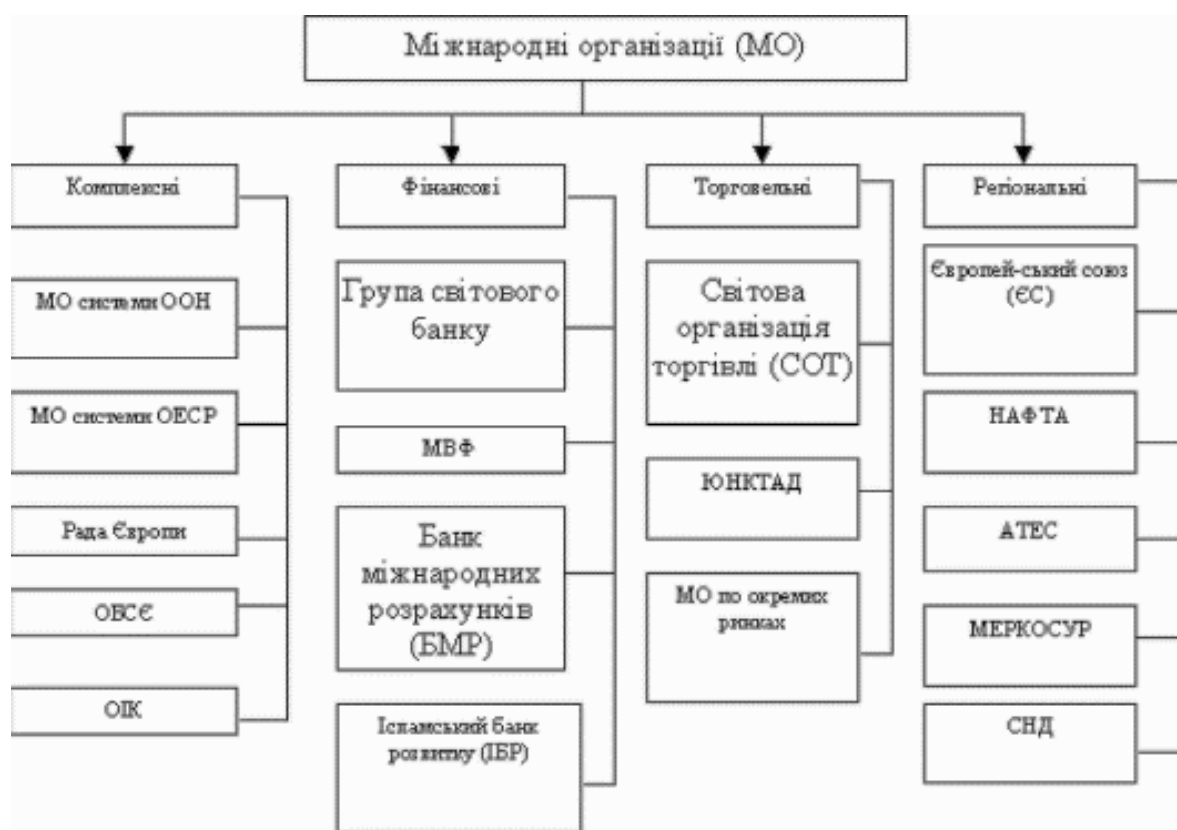 Міжнародні організації (МО)
Комплексні
МО системи ООН
МО системи ОЕСР
Рада Європи
ОБСЄ
ОІК
Фінансові
Група світового
банку
МВФ
Банк
міжнародних
розрахунків
(БМР)
Ісламський банк
розвитку (ІБР)
Торговельні
Світова
організація
торгівлі (СОТ)
ЮНКТАД
МО по окремих
ринках
Регіональні
Європей-ський союз
(ЄС)
НАФТА
АТЕС
МЕРКОСУР
СНД